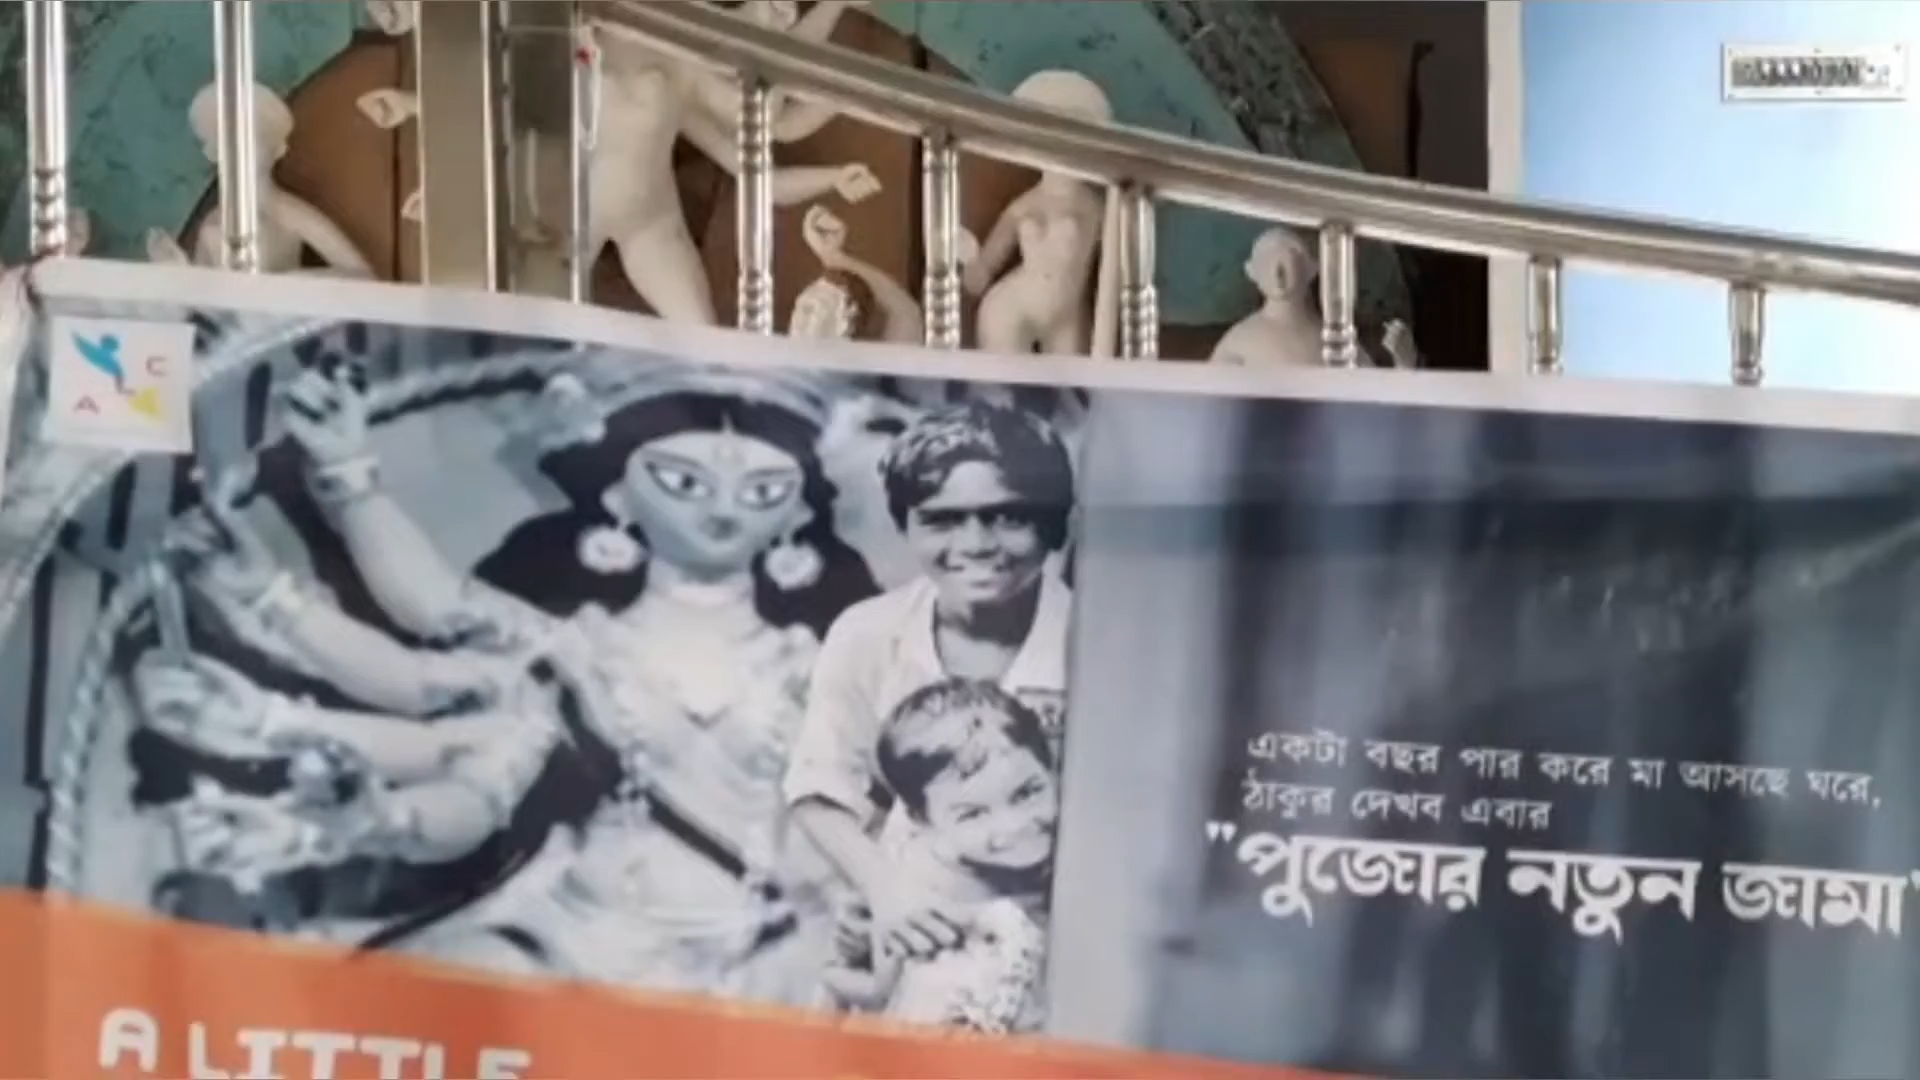 A L C
একটা বছর পার করে মা আসছে ঘরে,
ঠাকুর দেখব এবার
"পুজোর নতুন জামা"
A LITTLE